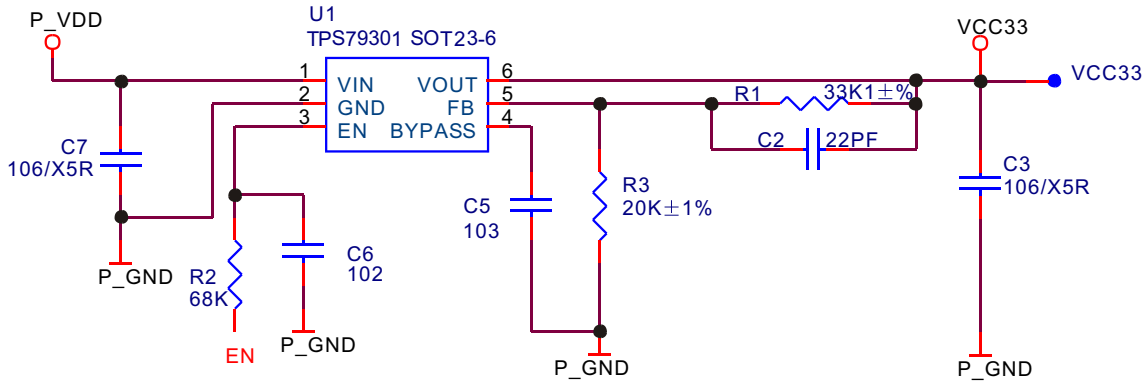 U1
P_VDD
TPS79301 SOT23-6
VCC33
1
VIN
VOUT
6
VCC33
2
GND
FB
5
R1
33K1±%
3
EN
BYPASS
4
C2
22PF
C7
106/X5R
C3
106/X5R
R3
20K±1%
C5
103
C6
102
R2
68K
P_GND
P_GND
EN
P_GND
P_GND